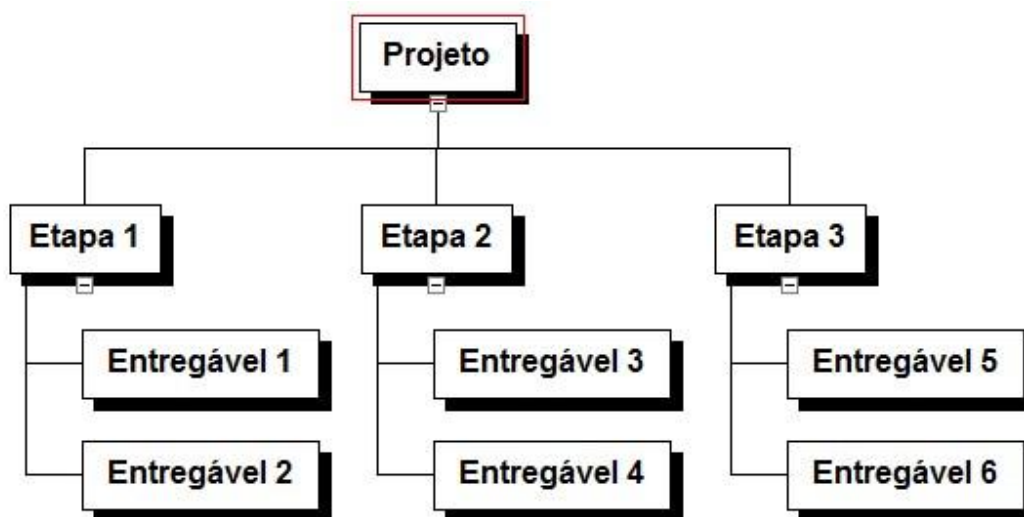 Projeto
Etapa 1
Etapa 2
Etapa 3
Entregável 1
Entregável 3
Entregável 5
Entregável 2
Entregável 4
Entregável 6